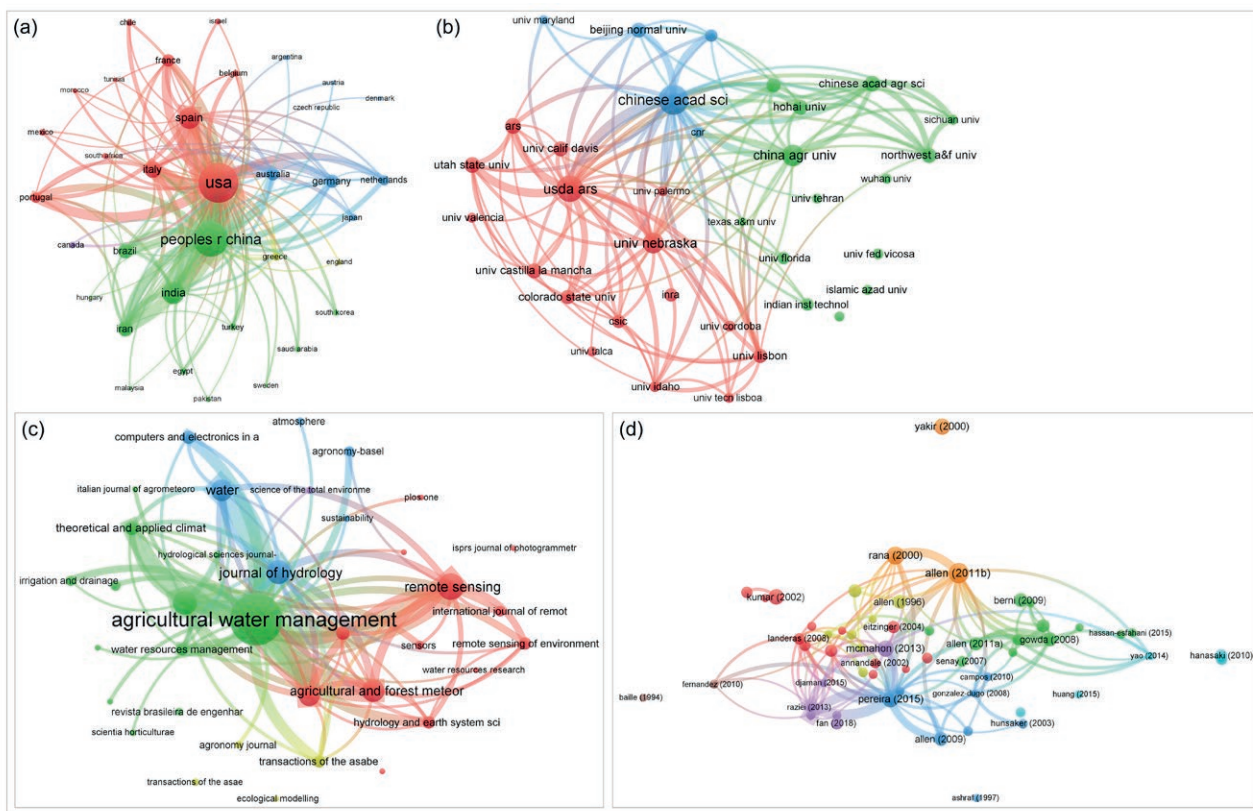 (a)
chile
israel
france
argentina
belgium
tunisia
austria
morocco
czech republic
denmark
spain
mexico
south africa
italy
usa
australia
germany
netherlands
portugal
japan
peoples r china
canada
brazil
greece
england
india
hungary
south korea
iran
turkey
saudi arabia
egypt
malaysia
sweden
pakistan
(b)
univ maryland
beijing normal univ
chinese acad sci
chinese acad agr sci
hohai univ
sichuan univ
ars
crir
univ calif davis
china agr univ
northwest a&f univ
utah state univ
usda ars
univ palermo
wuhan univ
univ tehran
univ valencia
texas a&m univ
univ nebraska
univ florida
univ fed vicosa
univ castilla la mancha
islamic azad univ
colorado state univ
inra
indian inst technol
csic
univ cordoba
univ talca
univ lisbon
univ idaho
univ tecn lisboa
(c)
atmosphere
computers and electronics in a
agronomy-basel
italian journal of agrometeoro
water
science of the total environme
plos one
sustainability
theoretical and applied climat
hydrological sciences journal-
isprs journal of photogrammetr
irrigation and drainage
journal of hydrology
remote sensing
international journal of remot
agricultural water management
sensors
remote sensing of environment
water resources management
water resources research
agricultural and forest meteor
revista brasileira de engenhar
hydrology and earth system sci
scientia horticulturae
agronomy journal
transactions of the asabe
transactions of the asae
ecological modelling
(d)
yakir (2000)
rana (2000)
allen (2011b)
kumar (2002)
allen (1996)
berni (2009)
eitzinger (2004)
landeras (2008)
mcmahon (2013)
allen (2011a)
gowda (2008)
hassan-esfahani (2015)
annandale (2002)
senay (2007)
yao (2014)
hanasaki (2010)
fernandez (2010)
djaman (2015)
campos (2010)
baille (1994)
pereira (2015)
gonzalez-dugo (2008)
huang (2015)
raziei (2013)
fan (2018)
hunsaker (2003)
allen (2009)
ashraf (1997)